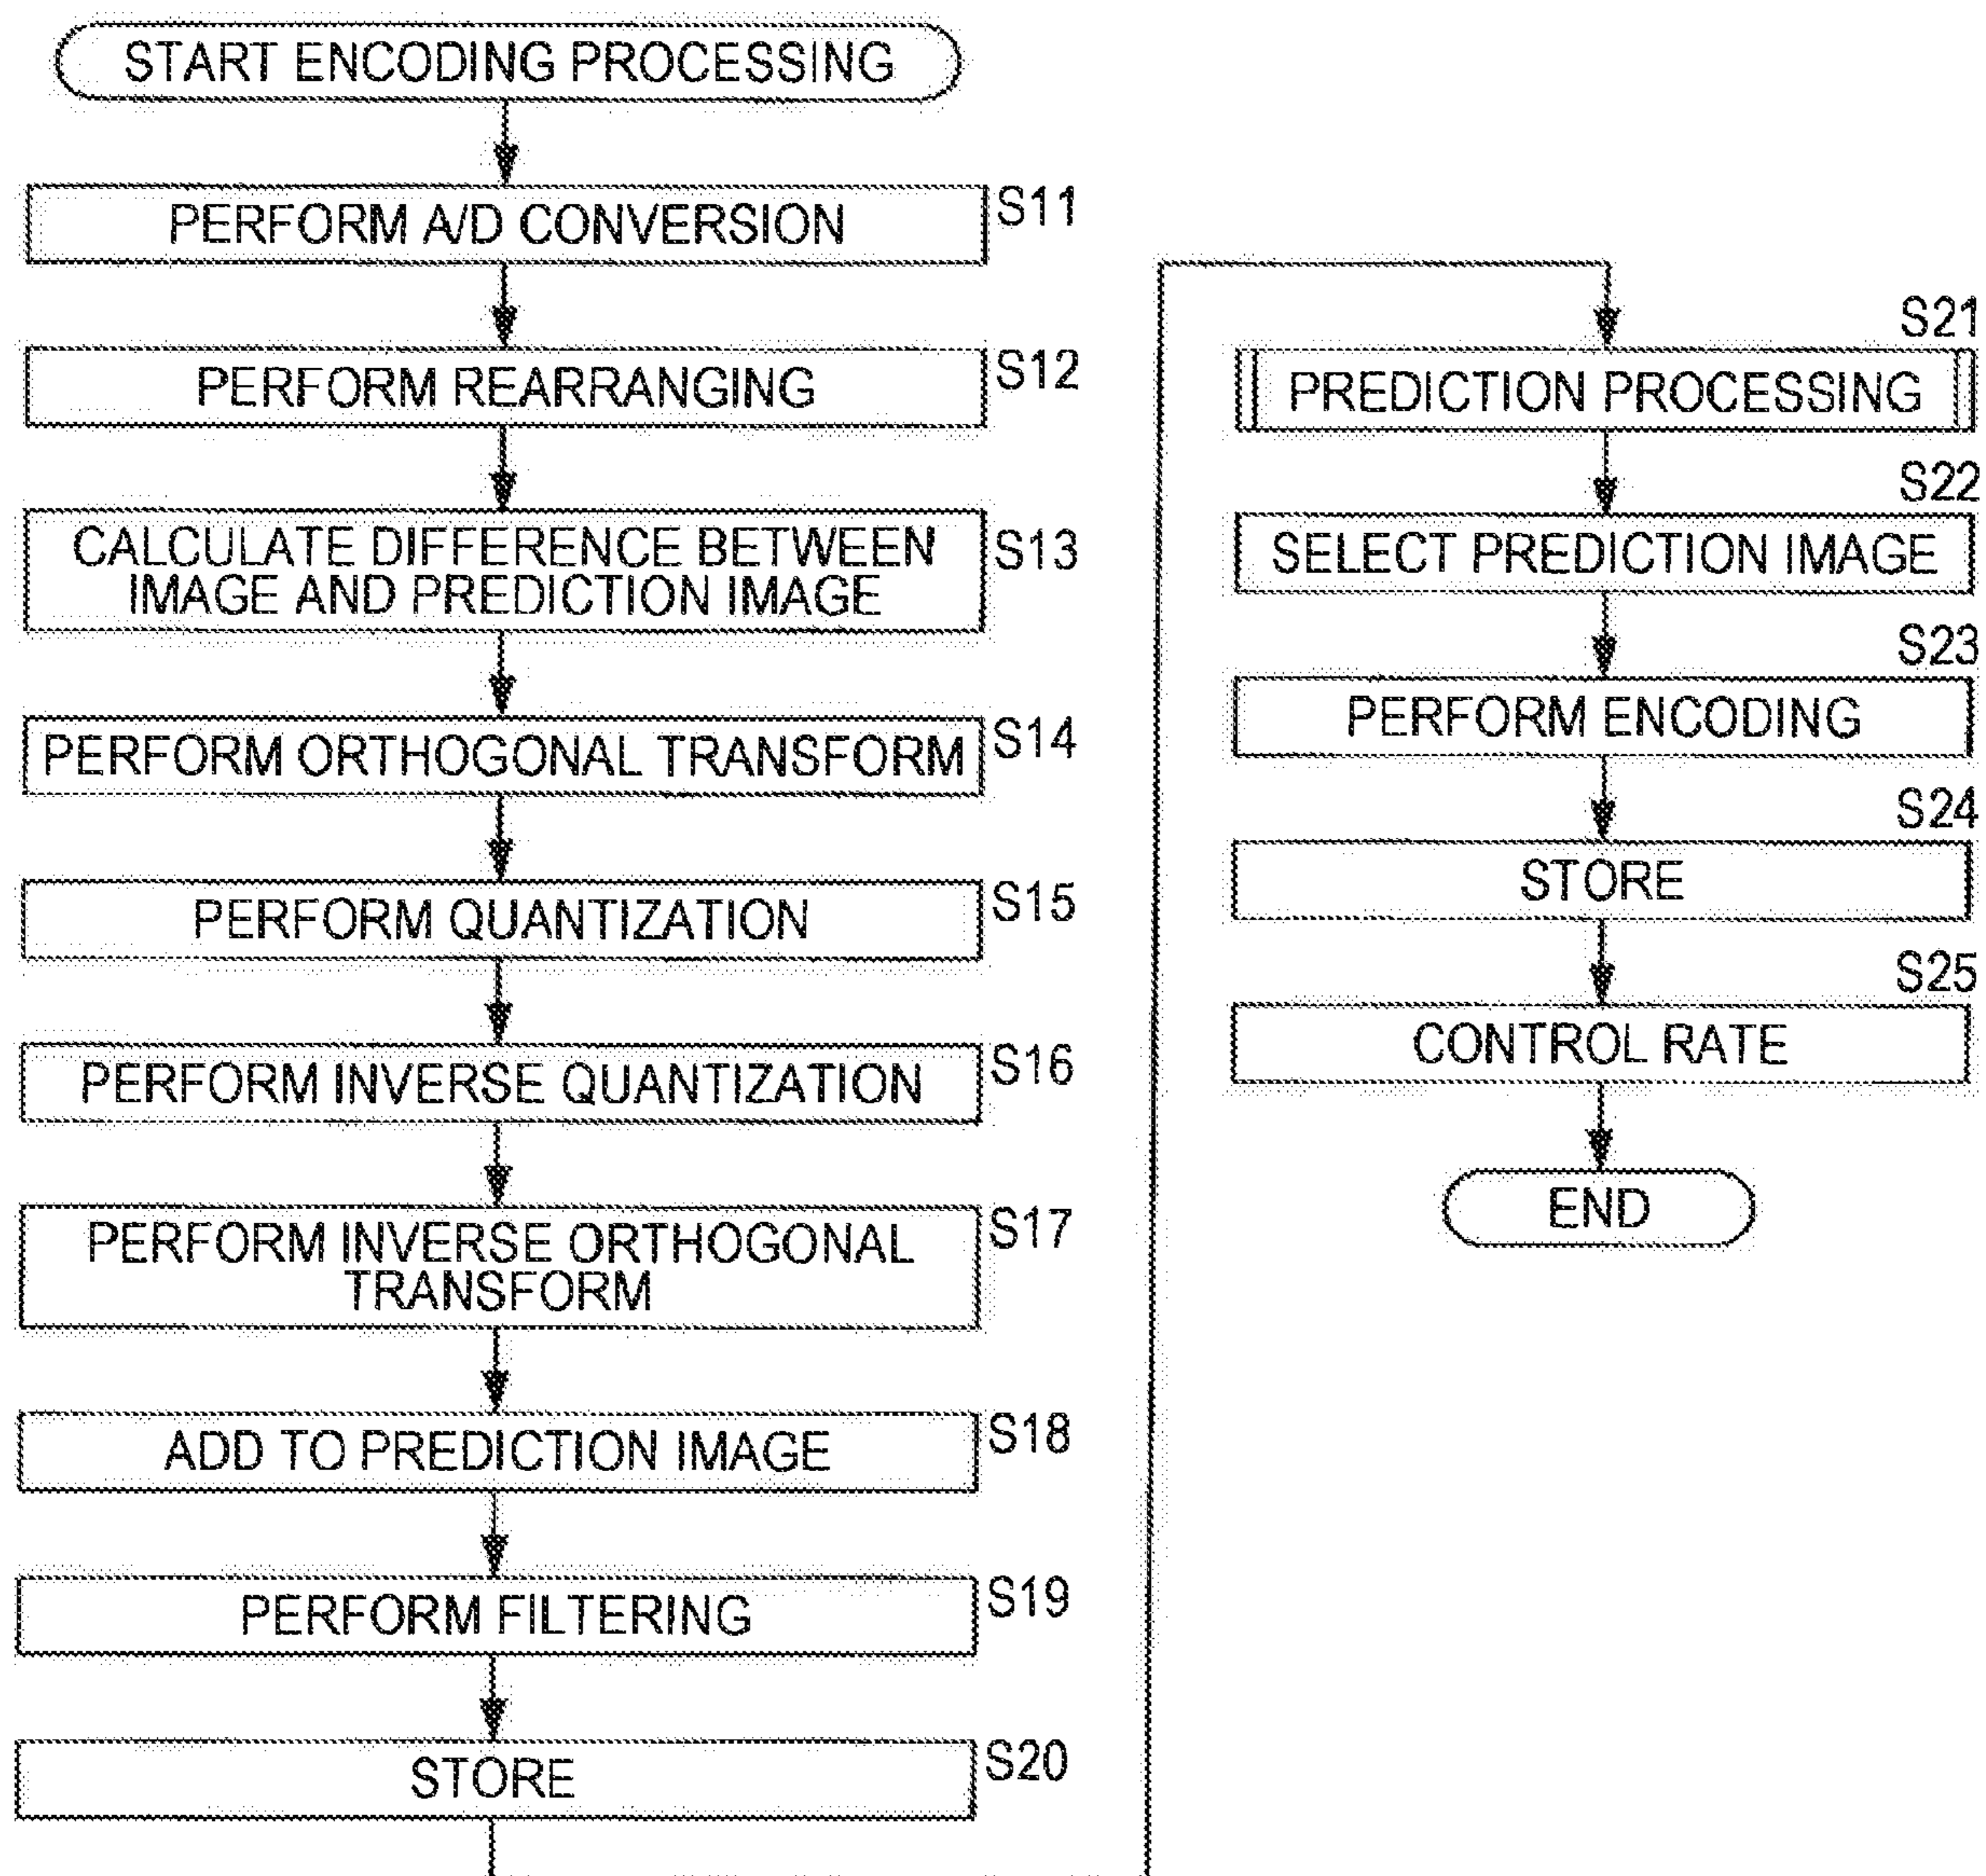 START ENCODING PROCESSING
PERFORM A/D CONVERSION
S11
PERFORM REARRANGING
S12
CALCULATE DIFFERENCE BETWEEN
IMAGE AND PREDICTION IMAGE
S13
PERFORM ORTHOGONAL TRANSFORM
S14
PERFORM QUANTIZATION
S15
PERFORM INVERSE QUANTIZATION
S16
PERFORM INVERSE ORTHOGONAL
TRANSFORM
S17
ADD TO PREDICTION IMAGE
S18
PERFORM FILTERING
S19
STORE
S20
S21
PREDICTION PROCESSING
S22
SELECT PREDICTION IMAGE
S23
PERFORM ENCODING
S24
STORE
S25
CONTROL RATE
END